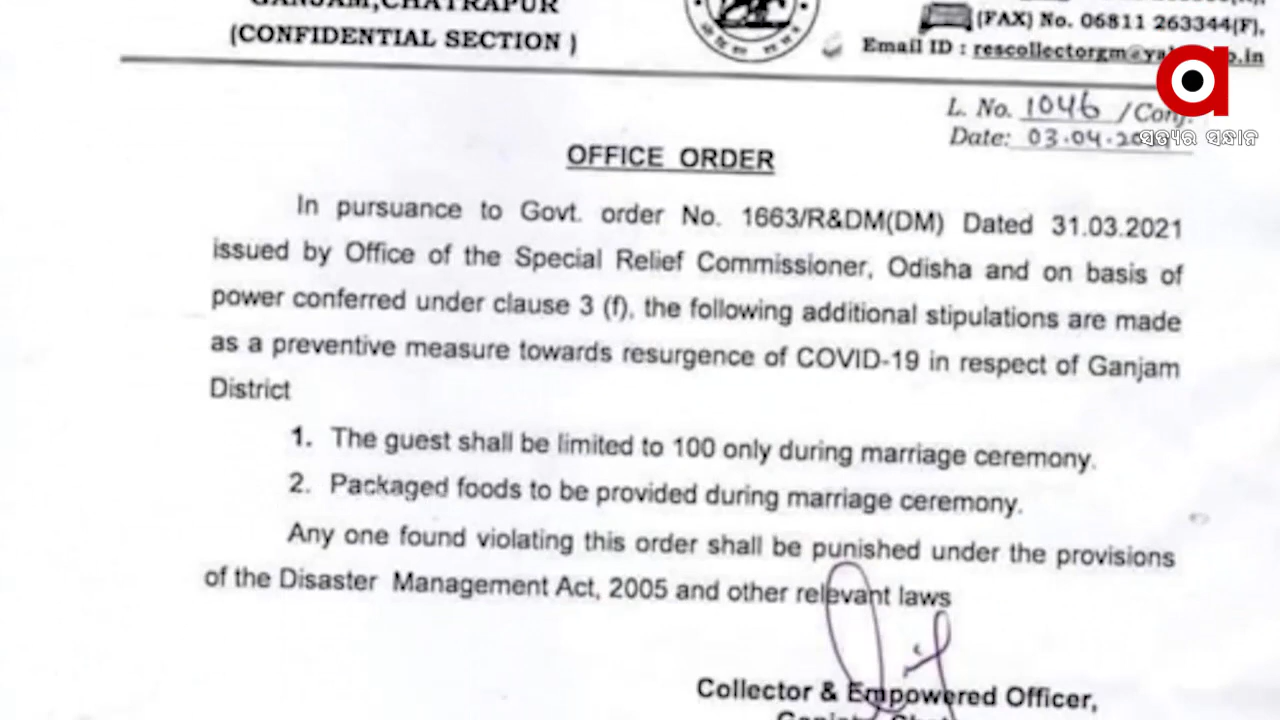 GANJAM,CHATRAPUR
(CONFIDENTIAL SECTION )
(FAX) No. 06811 263344(F),
Email ID : rescollectorgm@ya .in
L. No. 1046 /Conf.
Date: 03.04.20
OFFICE ORDER
In pursuance to Govt. order No. 1663/R&DM(DM) Dated 31.03.2021
issued by Office of the Special Relief Commissioner, Odisha and on basis of
power conferred under clause 3 (f), the following additional stipulations are made
as a preventive measure towards resurgence of COVID-19 in respect of Ganjam
District
1. The guest shall be limited to 100 only during marriage ceremony.
2. Packaged foods to be provided during marriage ceremony.
Any one found violating this order shall be punished under the provisions
of the Disaster Management Act, 2005 and other relevant laws
Collector & Empowered Officer,